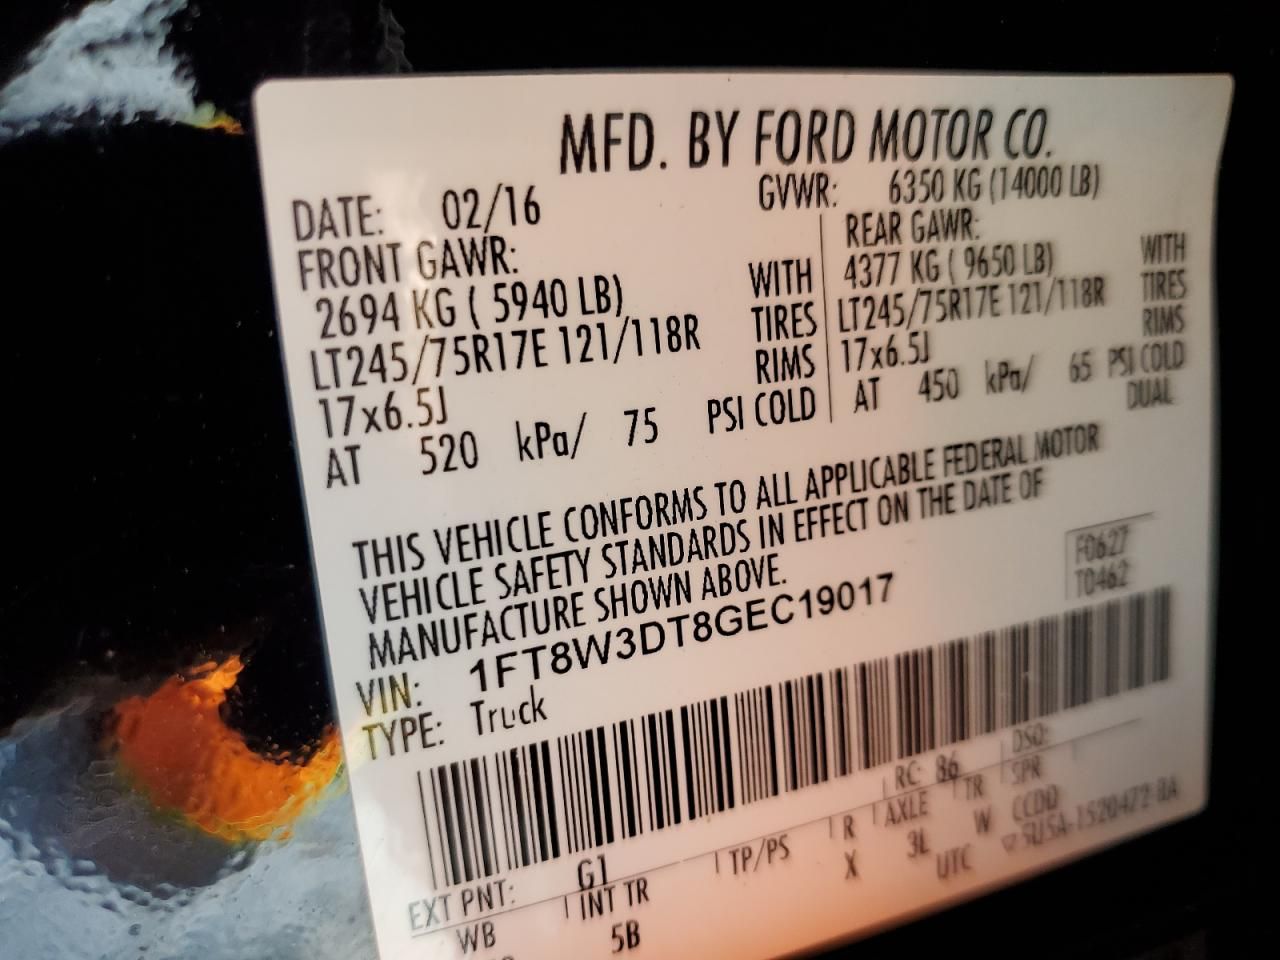 MFD. BY FORD MOTOR CO.
DATE: 02/16 GVWR: 6350 KG (14000 LB)
FRONT GAWR:
2694 KG ( 5940 LB) WITH
LT245/75R17E 121/118R TIRES
17x6.5J RIMS
AT 520 kPa/ 75 PSI COLD
REAR GAWR:
4377 KG ( 9650 LB) WITH
LT245/75R17E 121/118R TIRES
17x6.5J RIMS
AT 450 kPa/ 65 PSI COLD
DUAL
THIS VEHICLE CONFORMS TO ALL APPLICABLE FEDERAL MOTOR
VEHICLE SAFETY STANDARDS IN EFFECT ON THE DATE OF
MANUFACTURE SHOWN ABOVE.
F0627
T0462
VIN: 1FT8W3DT8GEC19017
TYPE: Truck
RC: 86 DSO:
EXT PNT: G1
WB INT TR TP/PS R AXLE TR SPR
5B X 3L W CCDD
UTC ▽ SU5A-1520472-BA